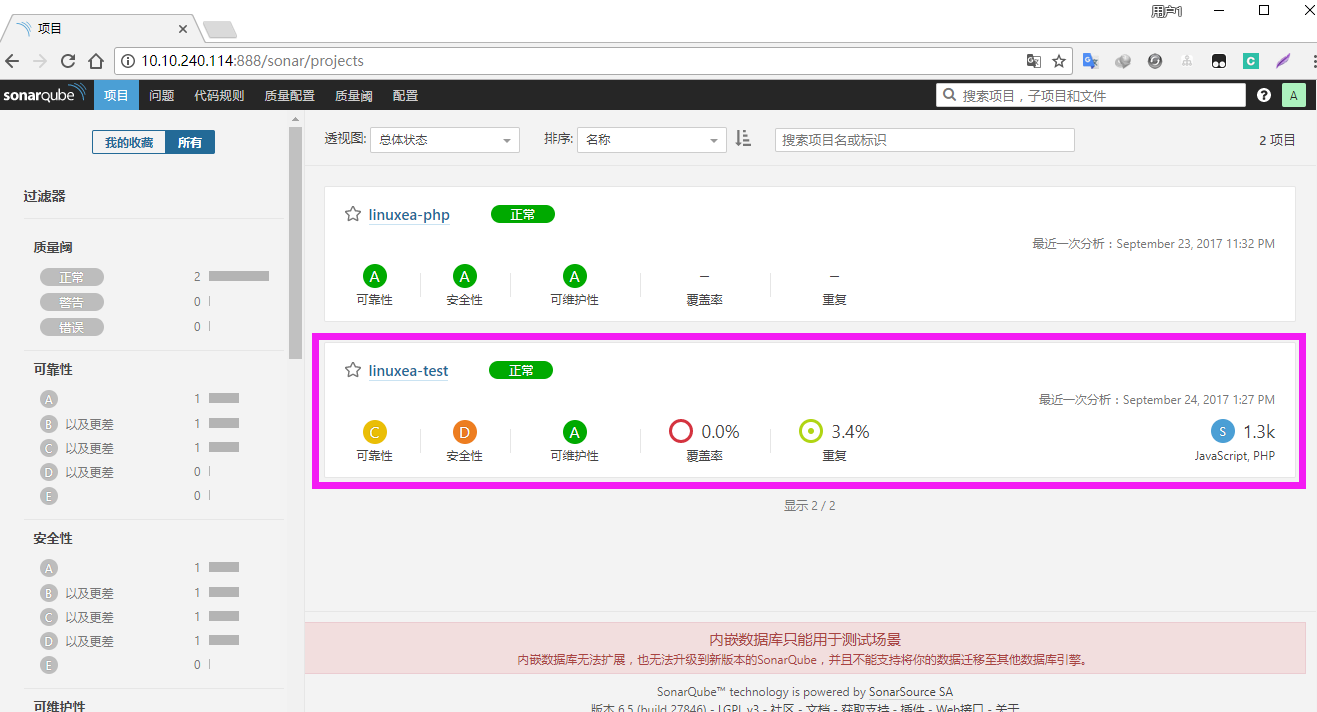 用户1
项目
10.10.240.114:888/sonar/projects
sonarqube 项目 问题 代码规则 质量配置 质量阈 配置 搜索项目，子项目和文件 A
我的收藏 所有
透视图: 总体状态 排序: 名称 搜索项目名或标识 2 项目
过滤器
质量阈
正常 2
警告 0
错误 0
可靠性
A 1
B 以及更差 1
C 以及更差 1
D 以及更差 0
E 0
安全性
A 1
B 以及更差 1
C 以及更差 1
D 以及更差 1
E 0
可维护性
linuxea-php 正常
最近一次分析：September 23, 2017 11:32 PM
A A A – –
可靠性 安全性 可维护性 覆盖率 重复
linuxea-test 正常
最近一次分析：September 24, 2017 1:27 PM
C D A 0.0% 3.4% S 1.3k
可靠性 安全性 可维护性 覆盖率 重复 JavaScript, PHP
显示 2 / 2
内嵌数据库只能用于测试场景
内嵌数据库无法扩展，也无法升级到新版本的SonarQube，并且不能支持将你的数据迁移至其他数据库引擎。
SonarQube™ technology is powered by SonarSource SA
版本 6.5 (build 27846) - LGPL v3 - 社区 - 文档 - 获取支持 - 插件 - Web接口 - 关于